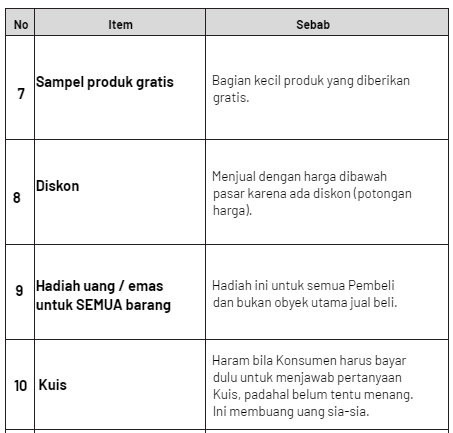 No Item Sebab
7 Sampel produk gratis
Bagian kecil produk yang diberikan
gratis.
8 Diskon
Menjual dengan harga dibawah
pasar karena ada diskon (potongan
harga).
9 Hadiah uang / emas
untuk SEMUA barang
Hadiah ini untuk semua Pembeli
dan bukan obyek utama jual beli.
10 Kuis
Haram bila Konsumen harus bayar
dulu untuk menjawab pertanyaan
Kuis, padahal belum tentu menang.
Ini membuang uang sia-sia.